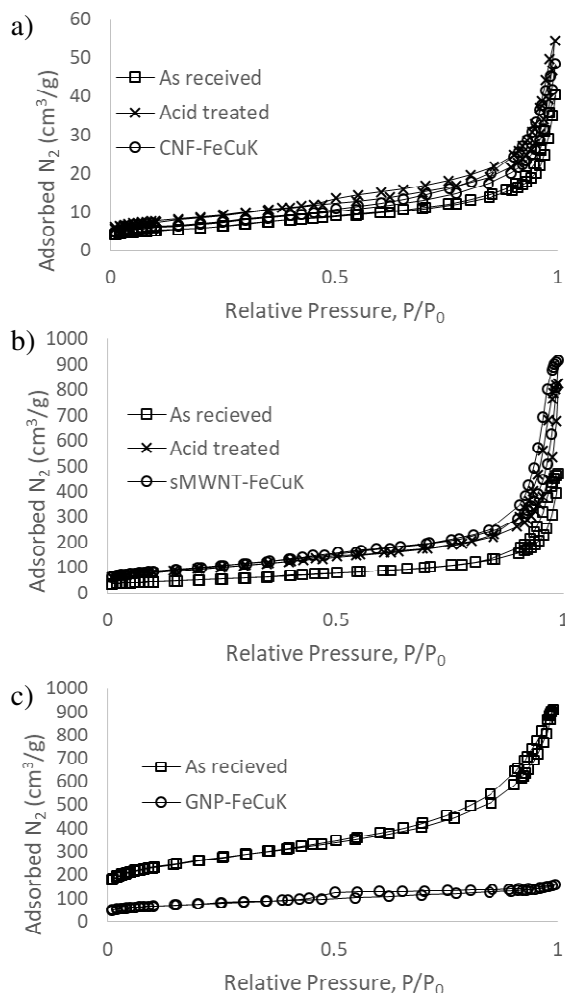 a)
60
50
40
30
20
10
0
Adsorbed N₂ (cm³/g)
As received
Acid treated
CNF-FeCuK
0
0.5
1
Relative Pressure, P/P₀
b)
1000
900
800
700
600
500
400
300
200
100
0
Adsorbed N₂ (cm³/g)
As recieved
Acid treated
sMWNT-FeCuK
0
0.5
1
Relative Pressure, P/P₀
c)
1000
900
800
700
600
500
400
300
200
100
0
Adsorbed N₂ (cm³/g)
As recieved
GNP-FeCuK
0
0.5
1
Relative Pressure, P/P₀